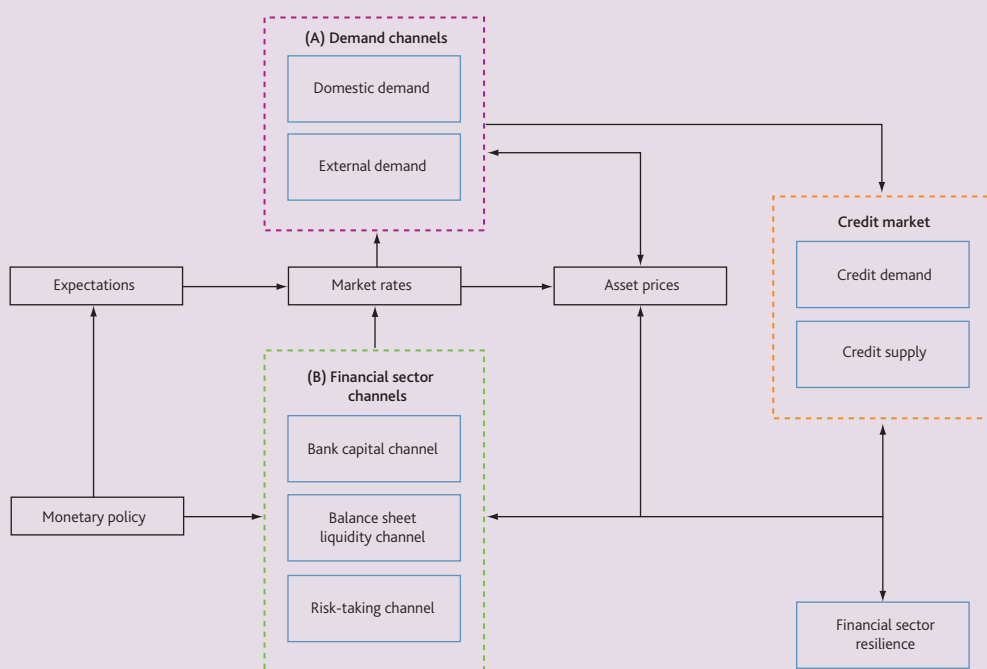 (A) Demand channels
Domestic demand
External demand
Credit market
Credit demand
Credit supply
Expectations
Market rates
Asset prices
(B) Financial sector
channels
Bank capital channel
Monetary policy
Balance sheet
liquidity channel
Risk-taking channel
Financial sector
resilience